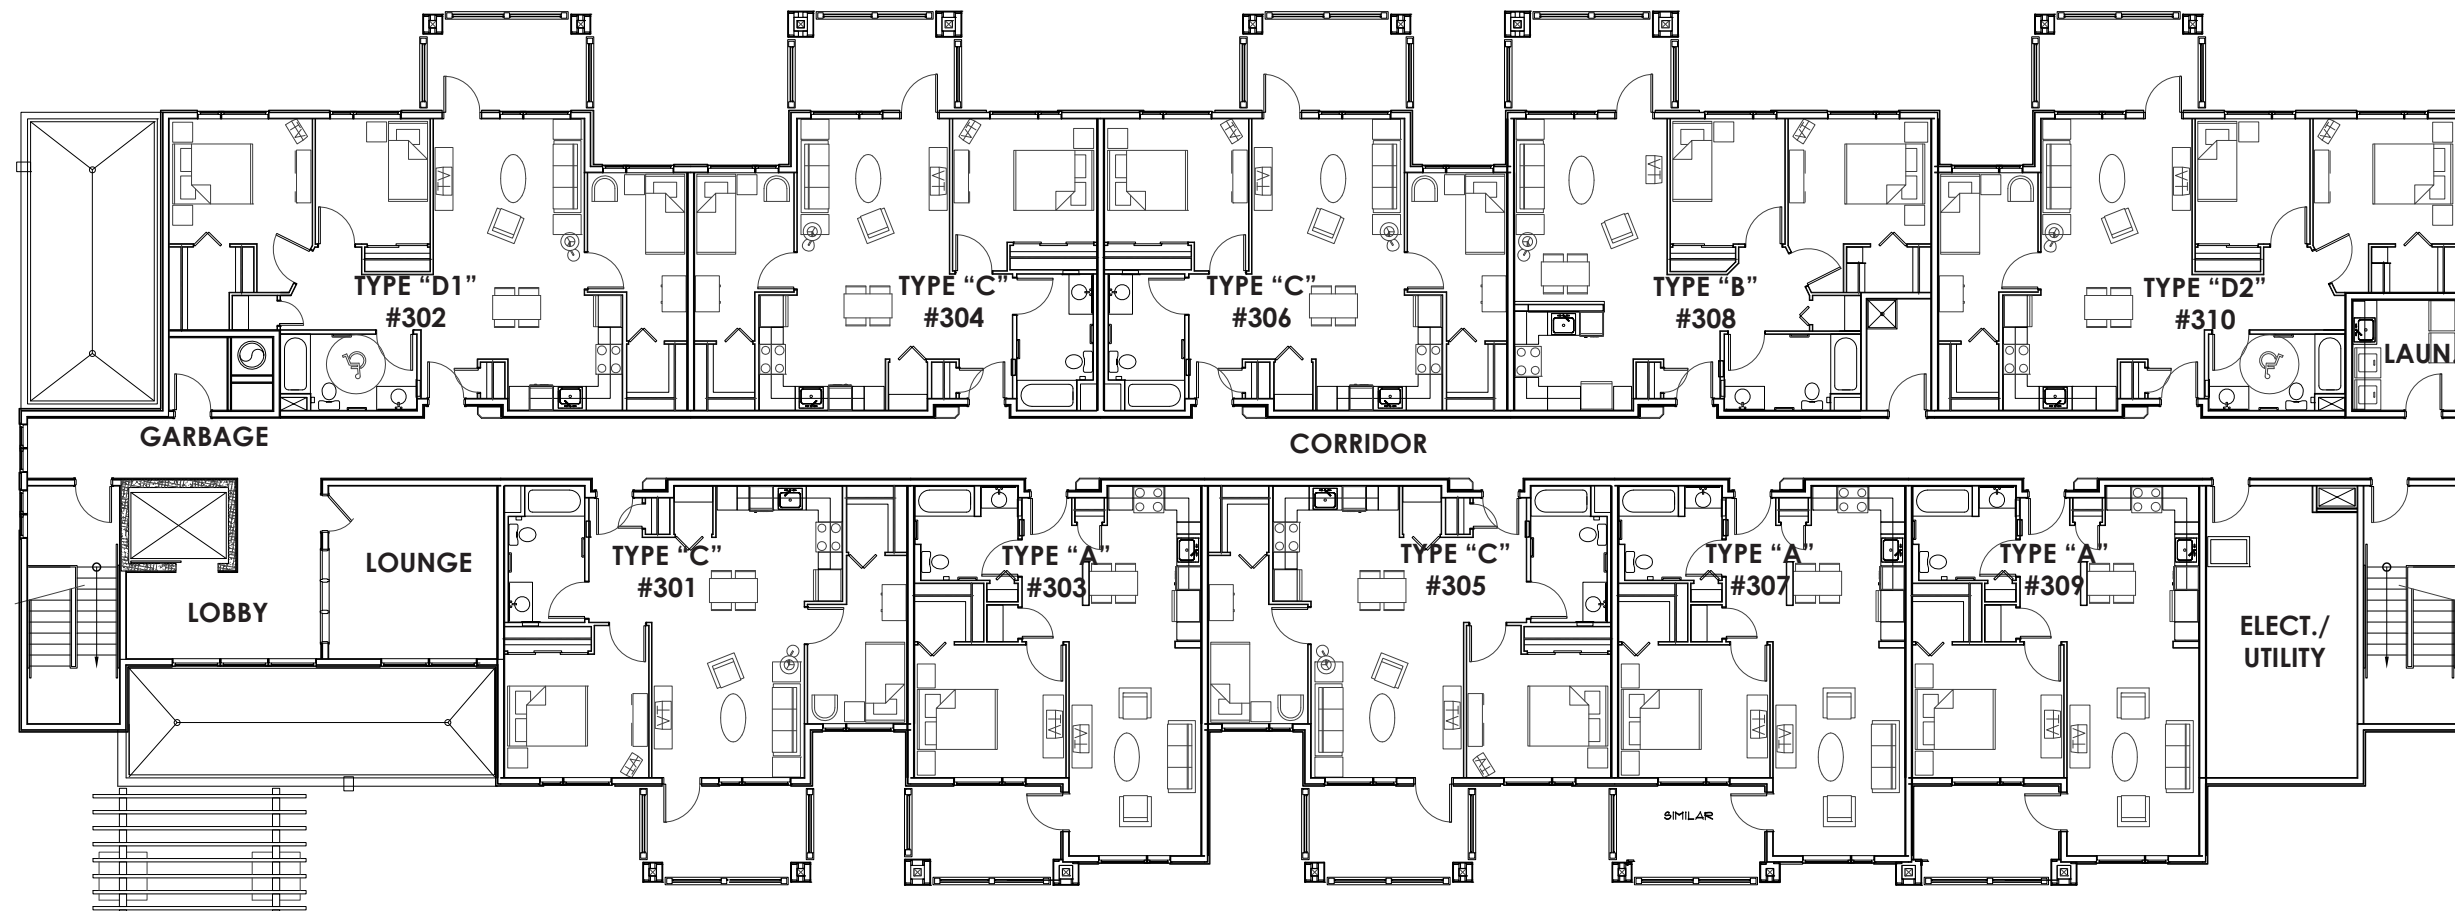 TYPE “D1”
#302
TYPE “C”
#304
TYPE “C”
#306
TYPE “B”
#308
TYPE “D2”
#310
LAUN
GARBAGE
CORRIDOR
LOBBY
LOUNGE
TYPE “C”
#301
TYPE “A”
#303
TYPE “C”
#305
TYPE “A”
#307
TYPE “A”
#309
ELECT./
UTILITY
SIMILAR